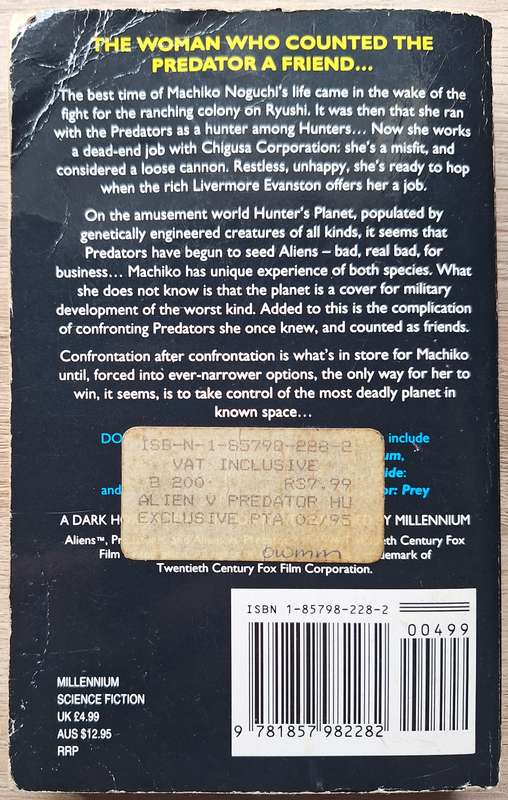 THE WOMAN WHO COUNTED THE
PREDATOR A FRIEND...
The best time of Machiko Noguchi's life came in the wake of the
fight for the ranching colony on Ryushi. It was then that she ran
with the Predators as a hunter among Hunters... Now she works
a dead-end job with Chigusa Corporation: she's a misfit, and
considered a loose cannon. Restless, unhappy, she's ready to hop
when the rich Livermore Evanston offers her a job.
On the amusement world Hunter's Planet, populated by
genetically engineered creatures of all kinds, it seems that
Predators have begun to seed Aliens – bad, real bad, for
business... Machiko has unique experience of both species. What
she does not know is that the planet is a cover for military
development of the worst kind. Added to this is the complication
of confronting Predators she once knew, and counted as friends.
Confrontation after confrontation is what's in store for Machiko
until, forced into ever-narrower options, the only way for her to
win, it seems, is to take control of the most deadly planet in
known space...
include
and
Prey
ISB-N-1-85798-228-2
VAT INCLUSIVE
B 200 R37.99
ALIEN V PREDATOR HU
EXCLUSIVE PTA 02/95
A DARK
MILLENNIUM
Aliens™,
Century Fox
Film
of
Twentieth Century Fox Film Corporation.
ISBN 1-85798-228-2
00499
9 781857 982282
MILLENNIUM
SCIENCE FICTION
UK £4.99
AUS $12.95
RRP